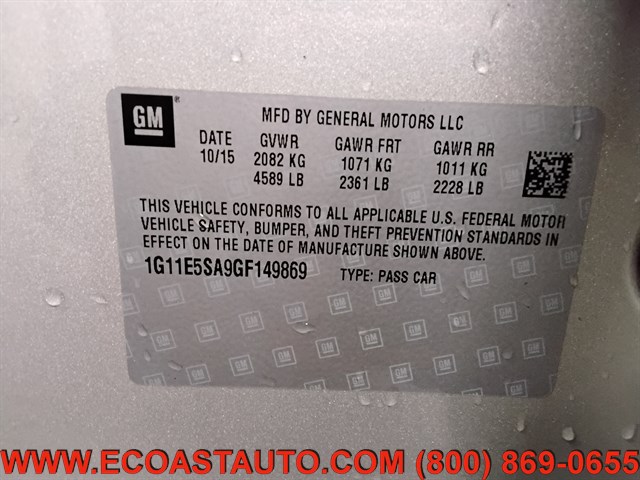 GM
MFD BY GENERAL MOTORS LLC
DATE GVWR GAWR FRT GAWR RR
10/15 2082 KG 1071 KG 1011 KG
4589 LB 2361 LB 2228 LB
THIS VEHICLE CONFORMS TO ALL APPLICABLE U.S. FEDERAL MOTOR
VEHICLE SAFETY, BUMPER, AND THEFT PREVENTION STANDARDS IN
EFFECT ON THE DATE OF MANUFACTURE SHOWN ABOVE.
1G11E5SA9GF149869 TYPE: PASS CAR
WWW.ECOASTAUTO.COM (800) 869-0655